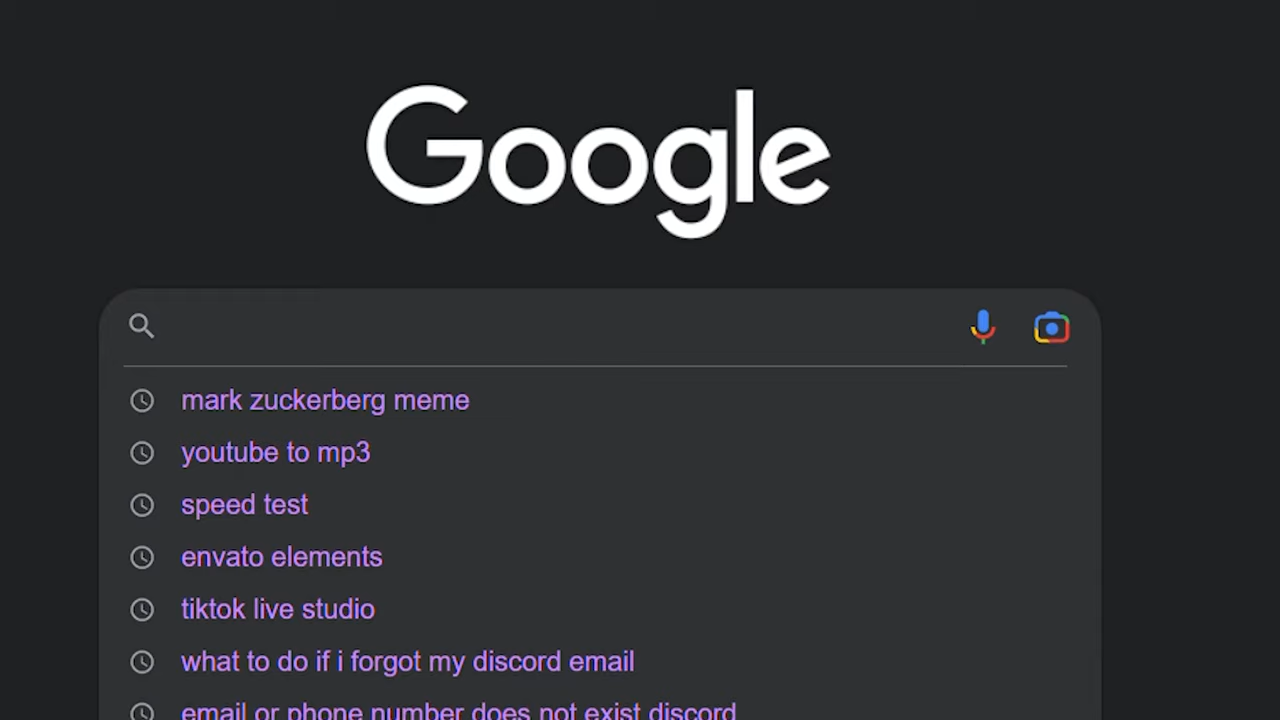 Google
mark zuckerberg meme
youtube to mp3
speed test
envato elements
tiktok live studio
what to do if i forgot my discord email
email or phone number does not exist discord